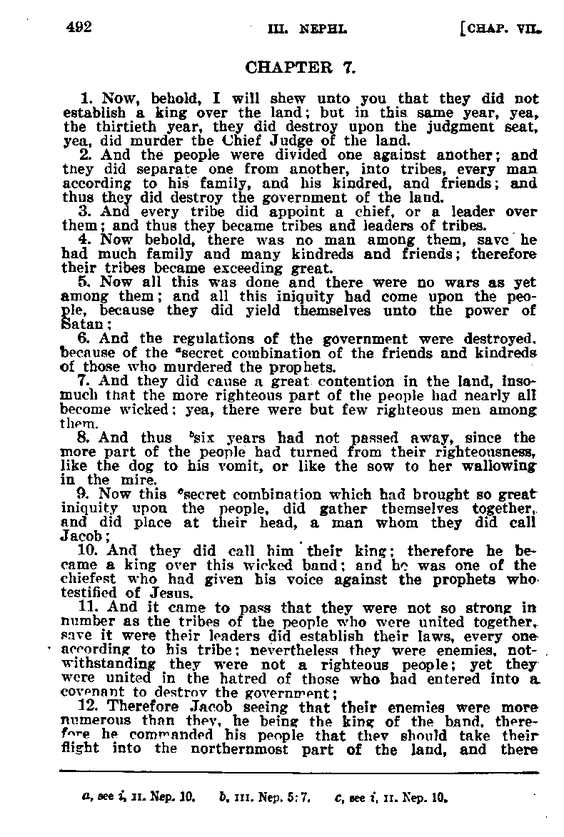 492 III. NEPHI. [CHAP. VII.
CHAPTER 7.
1. Now, behold, I will shew unto you that they did not
establish a king over the land; but in this same year, yea,
the thirtieth year, they did destroy upon the judgment seat,
yea, did murder the Chief Judge of the land.
2. And the people were divided one against another; and
they did separate one from another, into tribes, every man
according to his family, and his kindred, and friends; and
thus they did destroy the government of the land.
3. And every tribe did appoint a chief, or a leader over
them; and thus they became tribes and leaders of tribes.
4. Now behold, there was no man among them, save he
had much family and many kindreds and friends; therefore
their tribes became exceeding great.
5. Now all this was done and there were no wars as yet
among them; and all this iniquity had come upon the peo-
ple, because they did yield themselves unto the power of
Satan;
6. And the regulations of the government were destroyed,
because of the ᵃsecret combination of the friends and kindreds
of those who murdered the prophets.
7. And they did cause a great contention in the land, inso-
much that the more righteous part of the people had nearly all
become wicked; yea, there were but few righteous men among
them.
8. And thus ᵇsix years had not passed away, since the
more part of the people had turned from their righteousness,
like the dog to his vomit, or like the sow to her wallowing
in the mire.
9. Now this ᶜsecret combination which had brought so great
iniquity upon the people, did gather themselves together,
and did place at their head, a man whom they did call
Jacob;
10. And they did call him their king; therefore he be-
came a king over this wicked band; and he was one of the
chiefest who had given his voice against the prophets who
testified of Jesus.
11. And it came to pass that they were not so strong in
number as the tribes of the people who were united together,
save it were their leaders did establish their laws, every one
according to his tribe; nevertheless they were enemies, not-
withstanding they were not a righteous people; yet they
were united in the hatred of those who had entered into a
covenant to destroy the government;
12. Therefore Jacob seeing that their enemies were more
numerous than they, he being the king of the band, there-
fore he commanded his people that they should take their
flight into the northernmost part of the land, and there
a, see i, II. Nep. 10. b, III. Nep. 5:7. c, see i, II. Nep. 10.